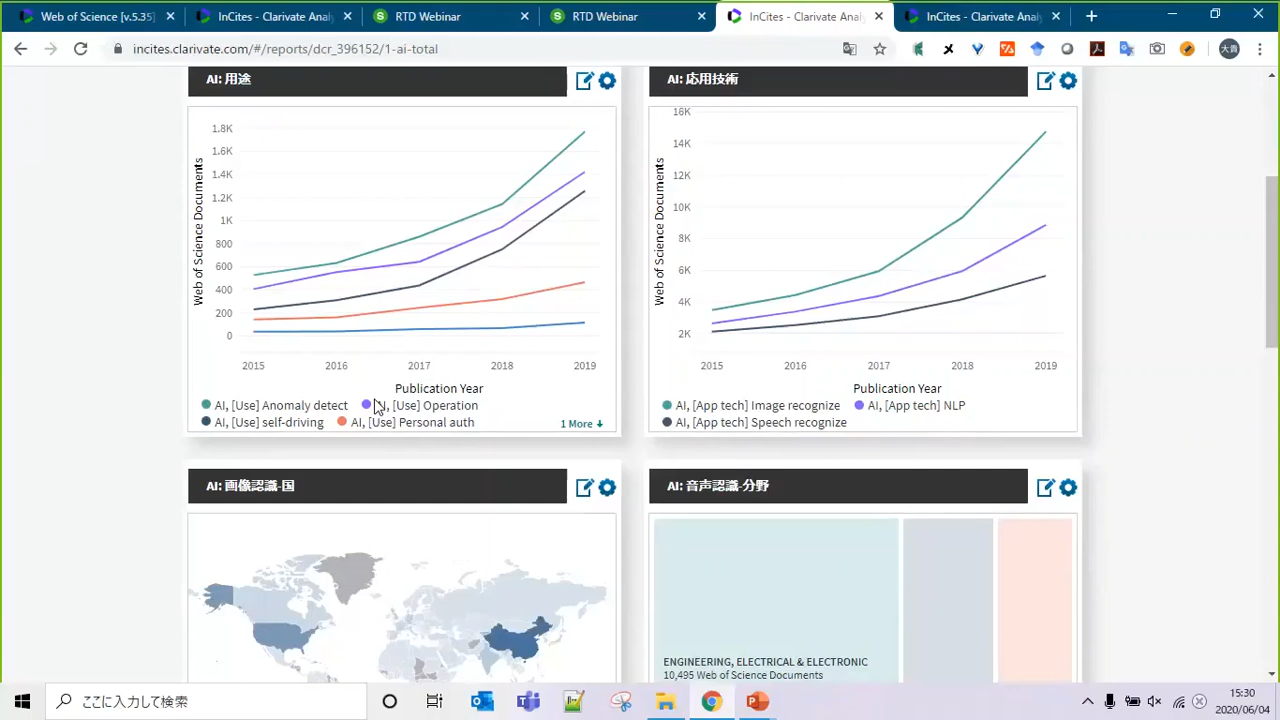 Web of Science [v.5.35]
InCites - Clarivate Anal
RTD Webinar
RTD Webinar
InCites - Clarivate Anal
InCites - Clarivate Anal
incites.clarivate.com/#/reports/dcr_396152/1-ai-total
大貴
AI: 用途
AI: 応用技術
Web of Science Documents
1.8K
1.6K
1.4K
1.2K
1K
800
600
400
200
0
2015 2016 2017 2018 2019
Publication Year
AI, [Use] Anomaly detect
[Use] Operation
AI, [Use] self-driving
AI, [Use] Personal auth
1 More
Web of Science Documents
16K
14K
12K
10K
8K
6K
4K
2K
2015 2016 2017 2018 2019
Publication Year
AI, [App tech] Image recognize
AI, [App tech] NLP
AI, [App tech] Speech recognize
AI: 画像認識-国
AI: 音声認識-分野
ENGINEERING, ELECTRICAL & ELECTRONIC
10,495 Web of Science Documents
ここに入力して検索
15:30
2020/06/04